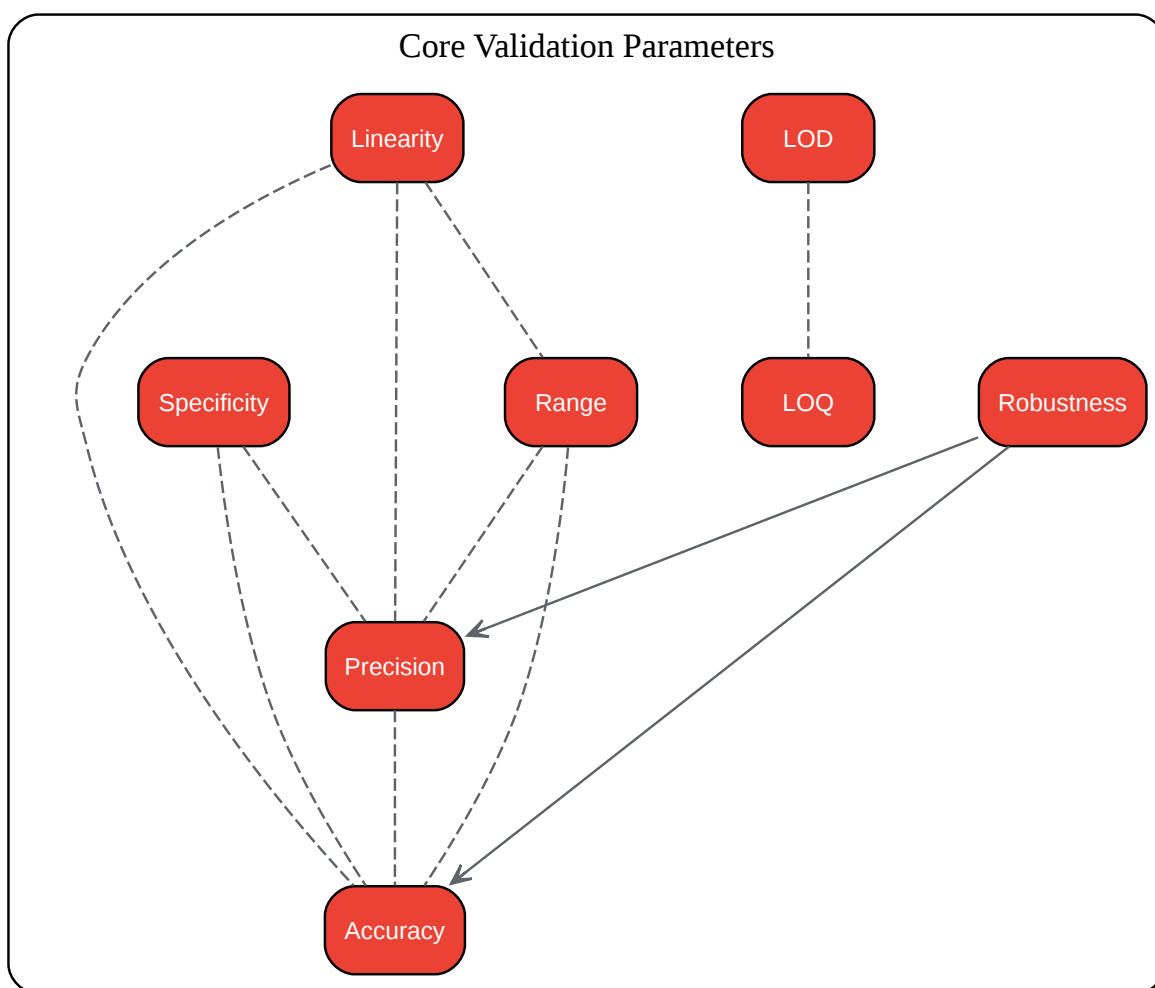 Core Validation Parameters
Linearity
LOD
Specificity
Range
LOQ
Robustness
Precision
Accuracy